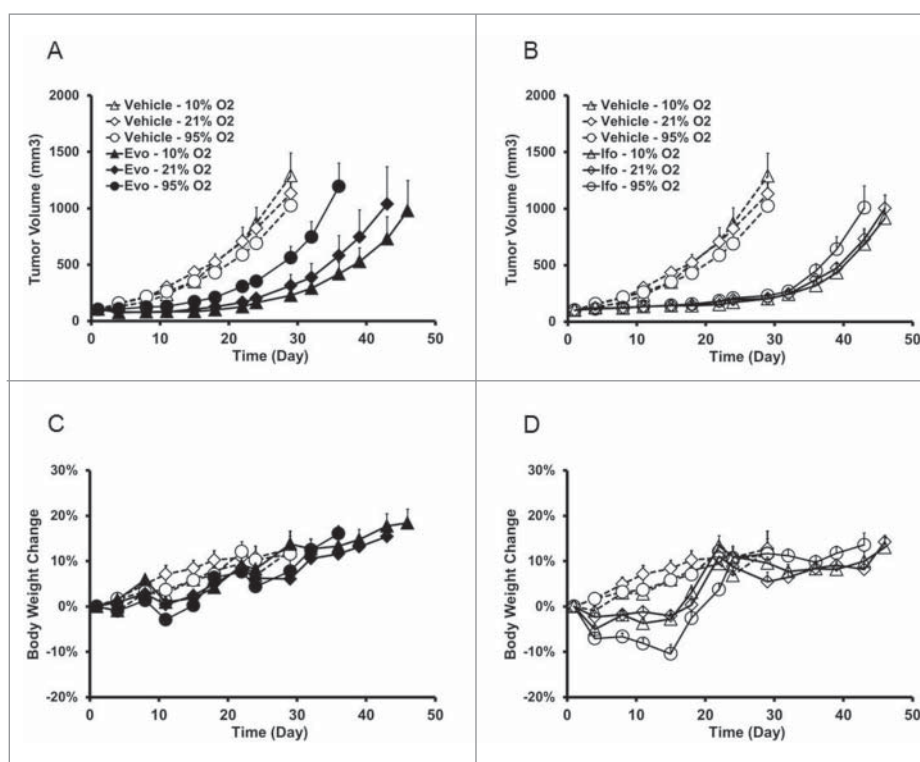 A
Tumor Volume (mm3)
2000
1500
1000
500
0
Vehicle - 10% O2
Vehicle - 21% O2
Vehicle - 95% O2
Evo - 10% O2
Evo - 21% O2
Evo - 95% O2
0 10 20 30 40 50
Time (Day)
B
Tumor Volume (mm3)
2000
1500
1000
500
0
Vehicle - 10% O2
Vehicle - 21% O2
Vehicle - 95% O2
Ifo - 10% O2
Ifo - 21% O2
Ifo - 95% O2
0 10 20 30 40 50
Time (Day)
C
Body Weight Change
30%
20%
10%
0%
-10%
-20%
0 10 20 30 40 50
Time (Day)
D
Body Weight Change
30%
20%
10%
0%
-10%
-20%
0 10 20 30 40 50
Time (Day)